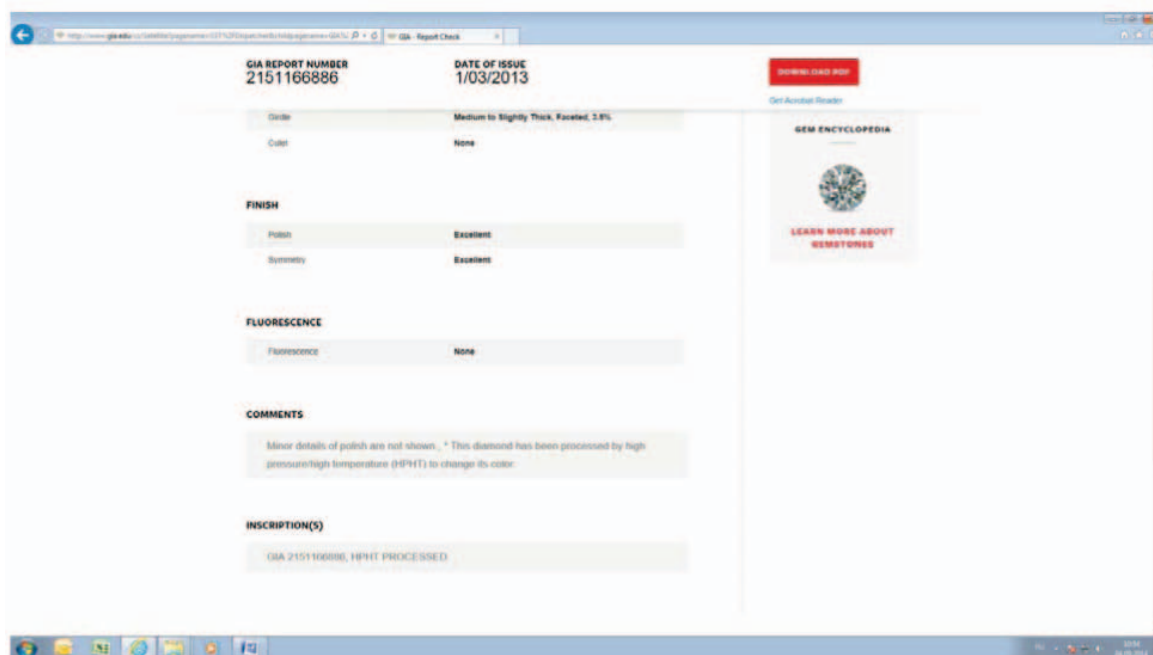 GIA - Report Check
GIA REPORT NUMBER
2151166886
DATE OF ISSUE
1/03/2013
DOWNLOAD PDF
Get Acrobat Reader
Girdle Medium to Slightly Thick, Faceted, 3.5%
Culet None
GEM ENCYCLOPEDIA
LEARN MORE ABOUT
GEMSTONES
FINISH
Polish Excellent
Symmetry Excellent
FLUORESCENCE
Fluorescence None
COMMENTS
Minor details of polish are not shown., * This diamond has been processed by high
pressure/high temperature (HPHT) to change its color.
INSCRIPTION(S)
GIA 2151166886, HPHT PROCESSED